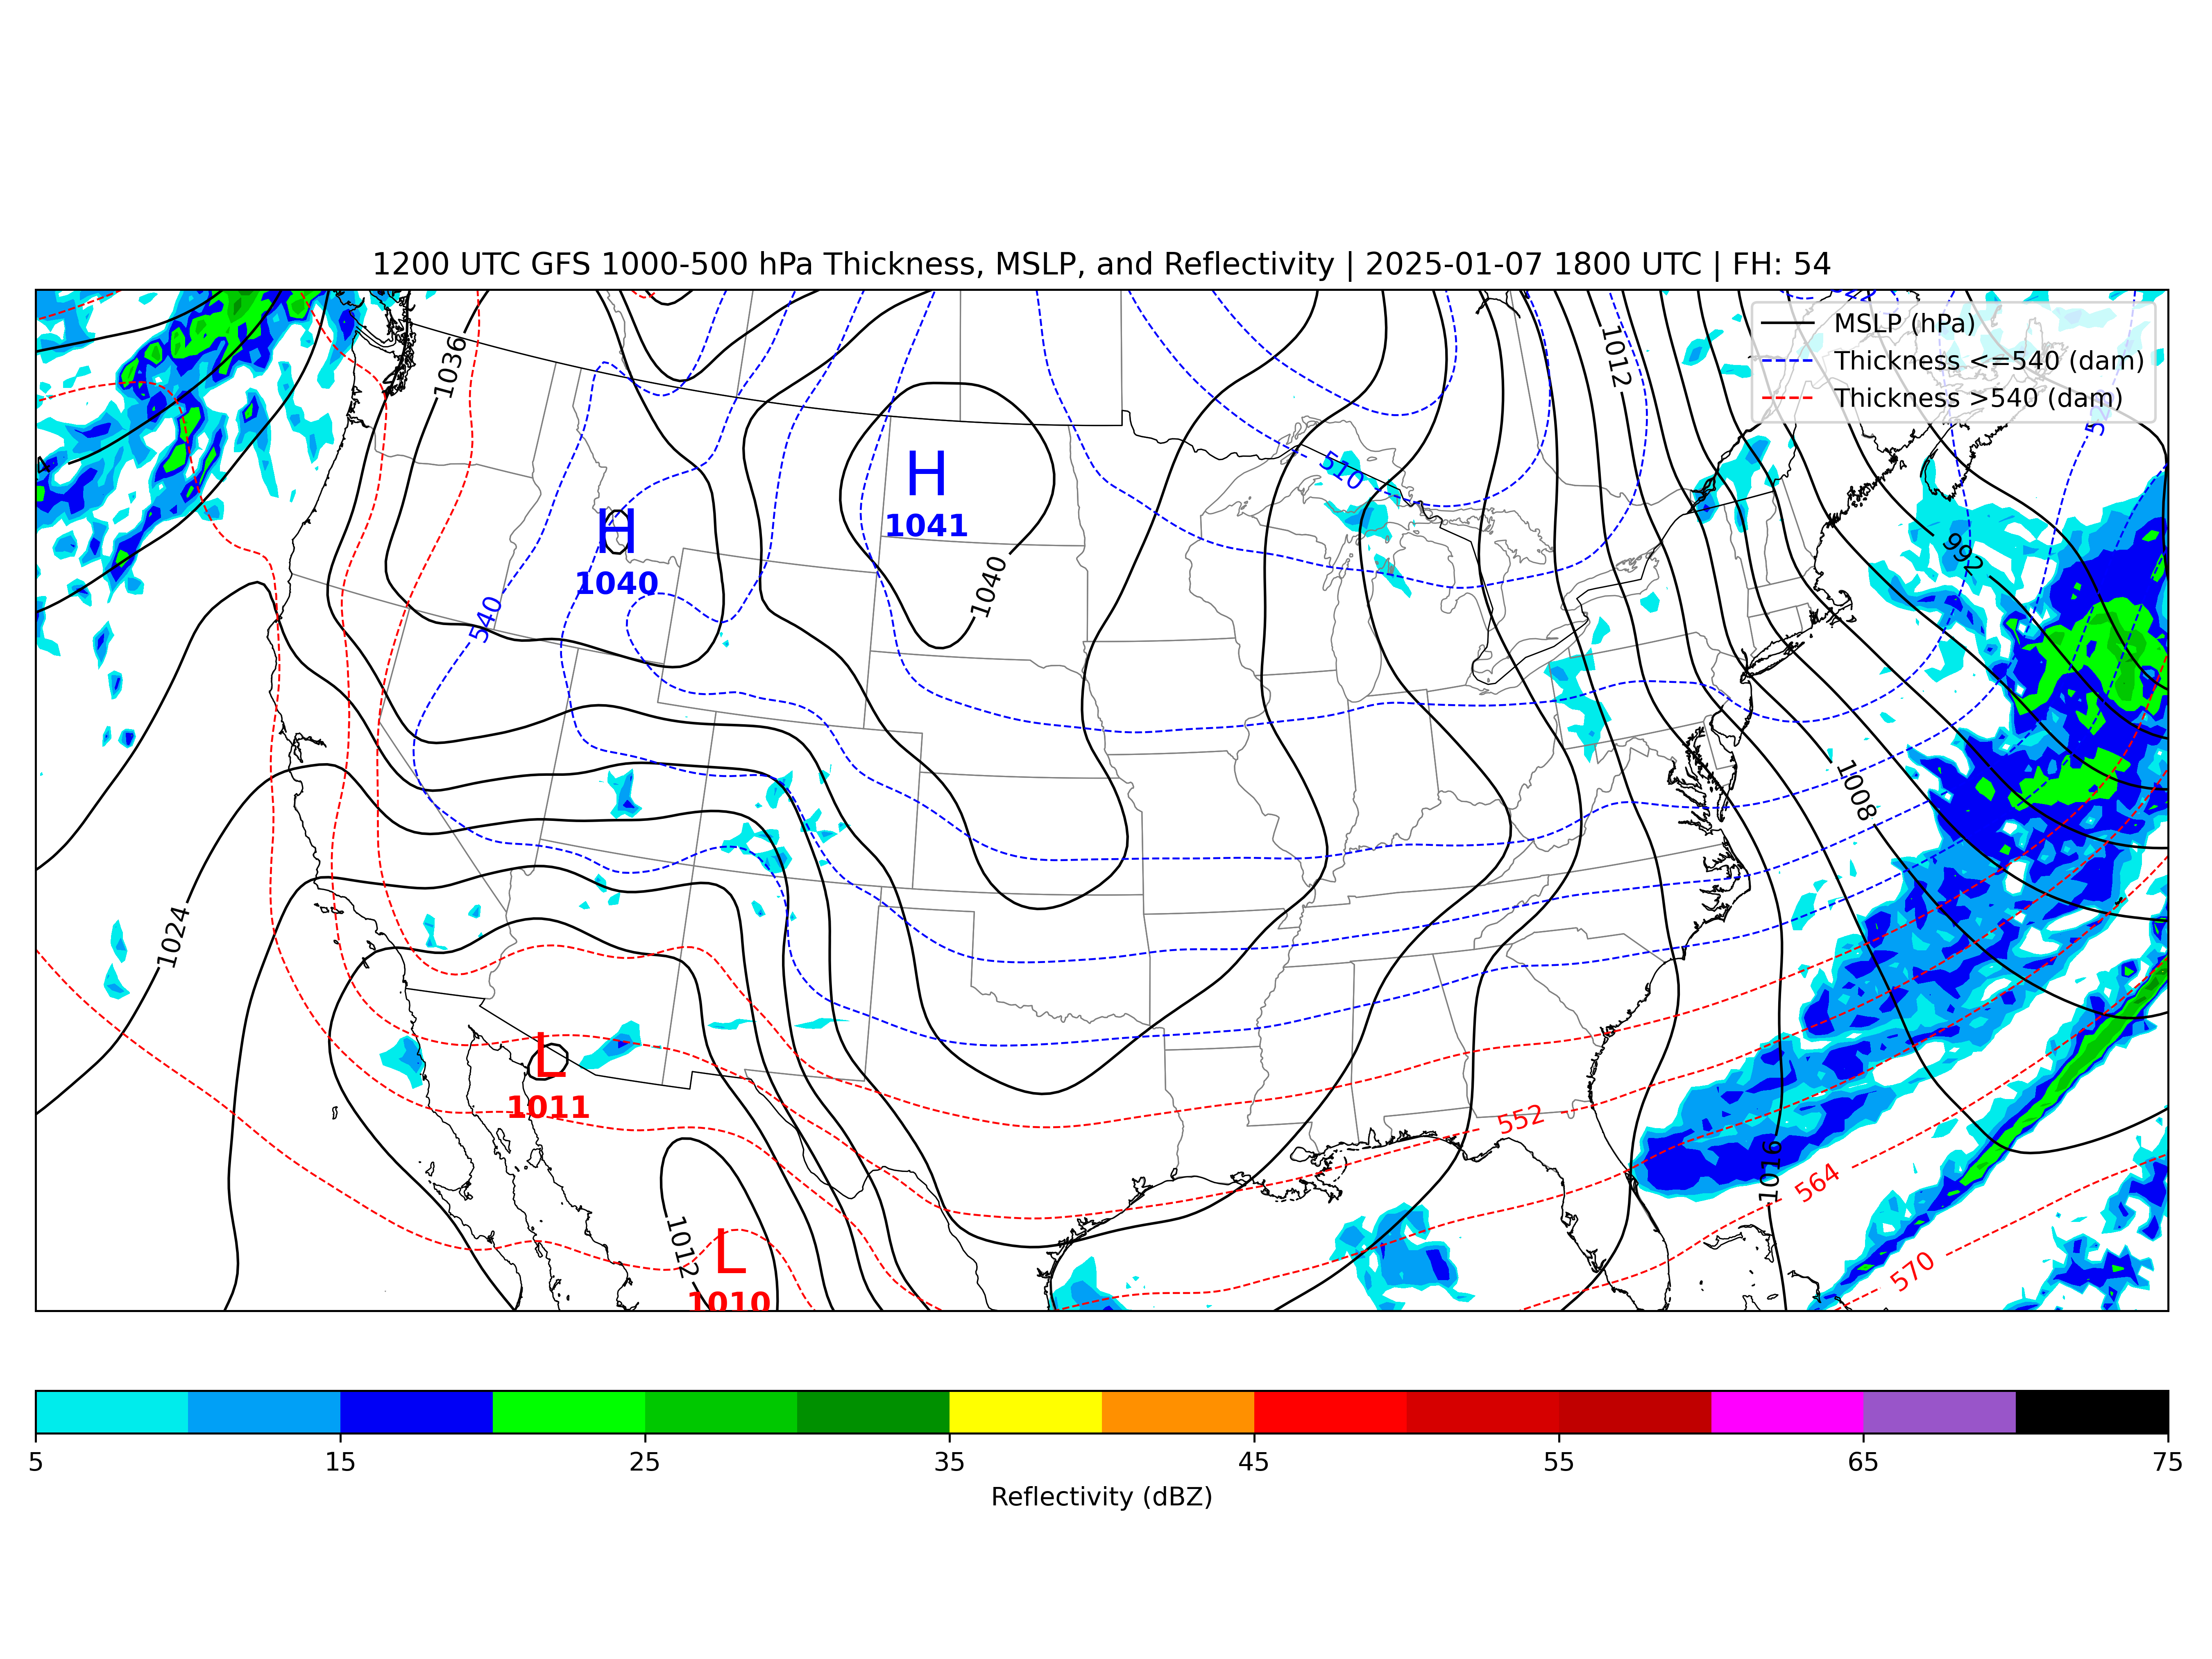 1200 UTC GFS 1000-500 hPa Thickness, MSLP, and Reflectivity | 2025-01-07 1800 UTC | FH: 54
MSLP (hPa)
Thickness <=540 (dam)
Thickness >540 (dam)
1036
1012
510
H
1041
H
1040
1040
992
540
1008
1024
L
1011
552
1016
564
1012
L
1010
570
5
15
25
35
45
55
65
75
Reflectivity (dBZ)